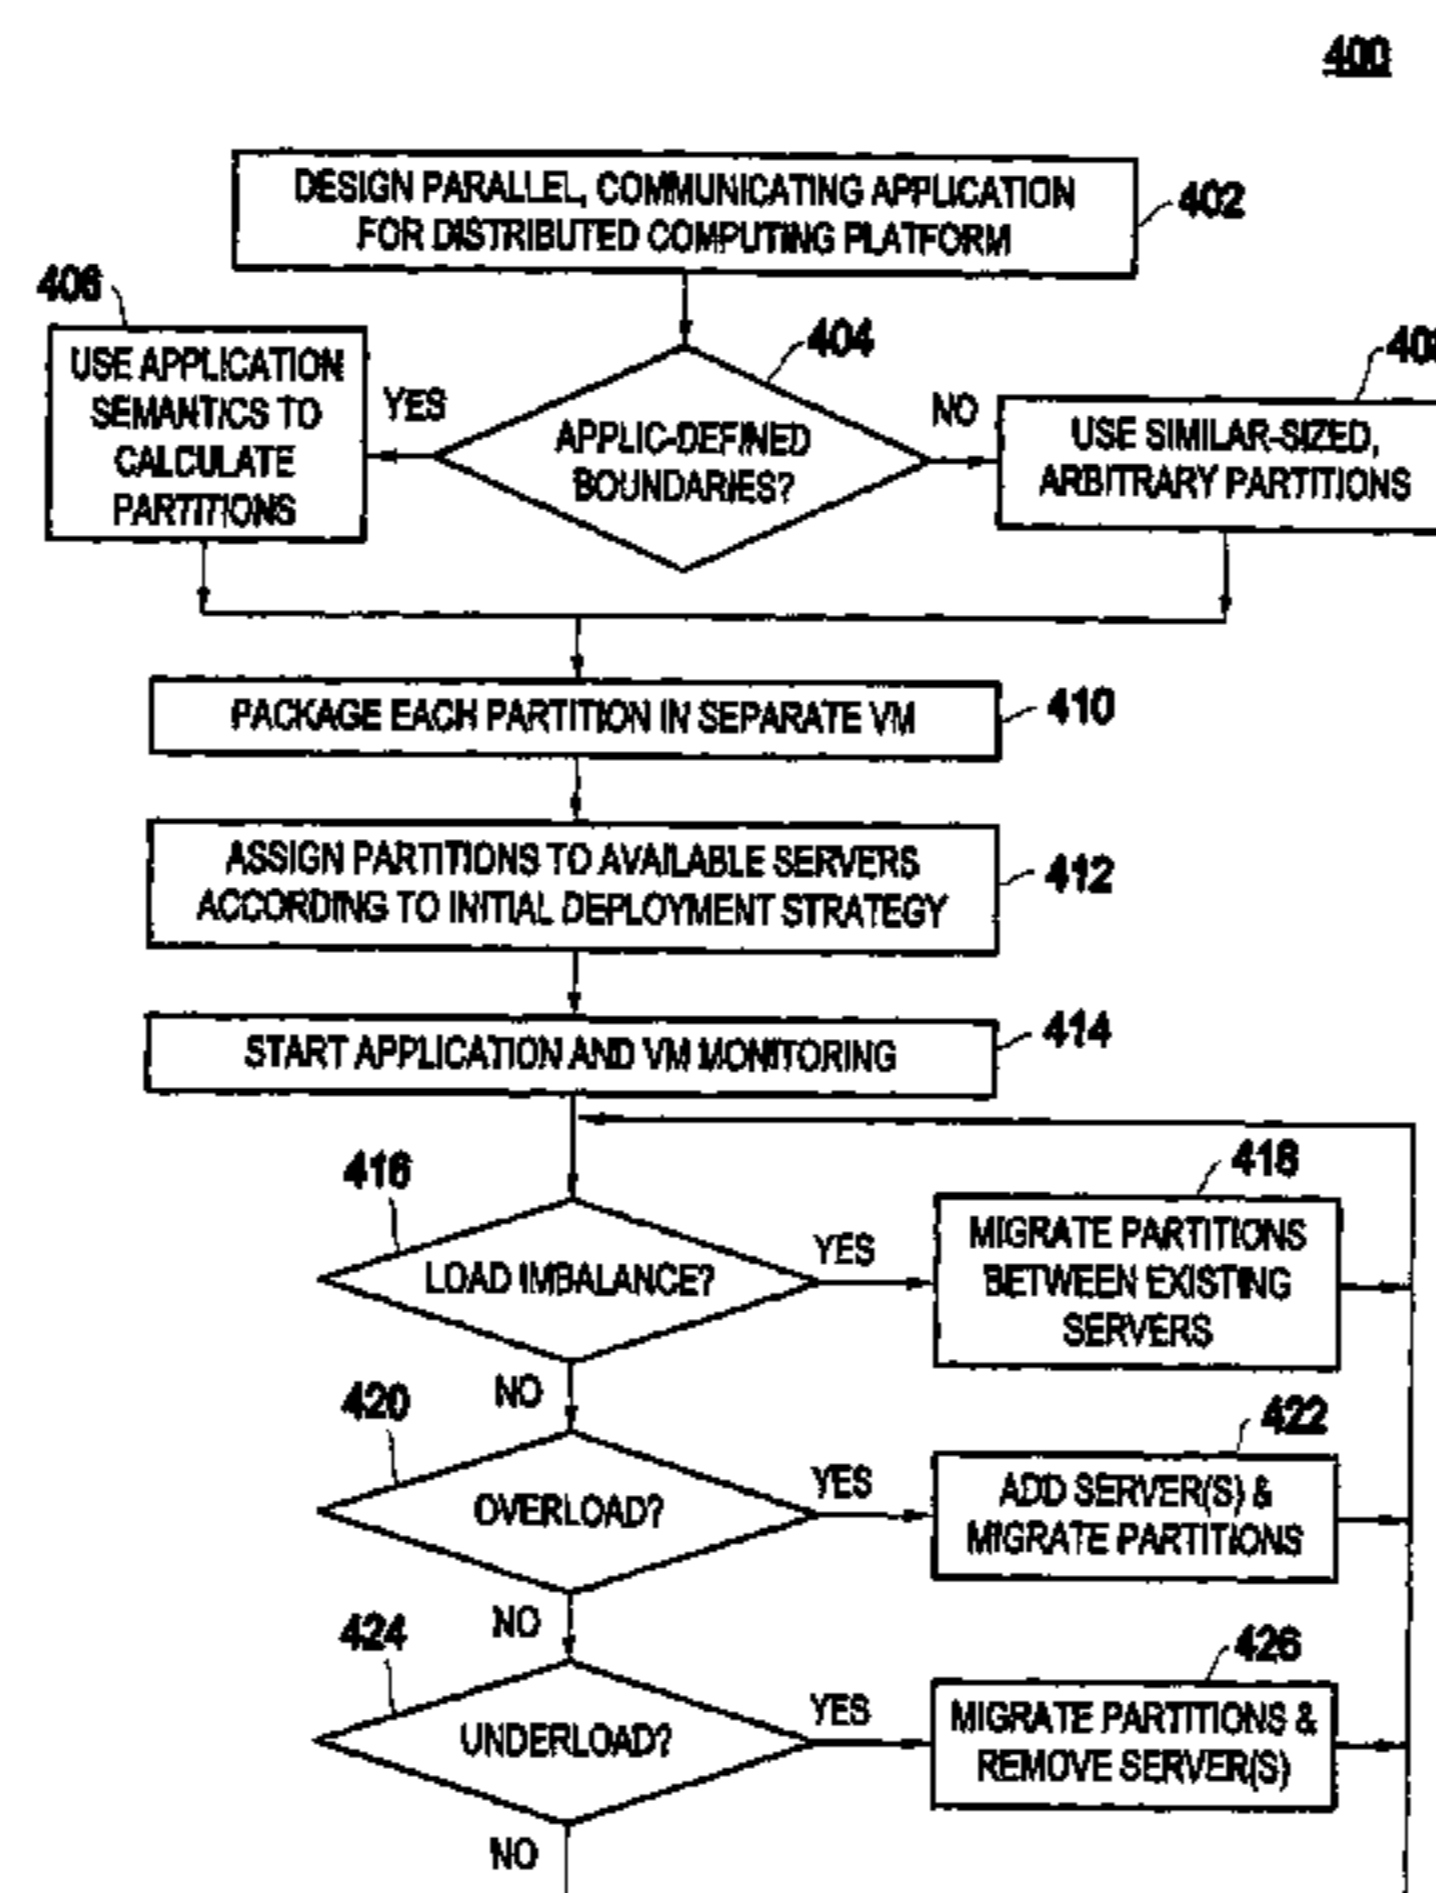 400
DESIGN PARALLEL, COMMUNICATING APPLICATION
FOR DISTRIBUTED COMPUTING PLATFORM
402
406
USE APPLICATION
SEMANTICS TO
CALCULATE
PARTITIONS
YES
404
APPLIC-DEFINED
BOUNDARIES?
NO
USE SIMILAR-SIZED,
ARBITRARY PARTITIONS
PACKAGE EACH PARTITION IN SEPARATE VM
410
ASSIGN PARTITIONS TO AVAILABLE SERVERS
ACCORDING TO INITIAL DEPLOYMENT STRATEGY
412
START APPLICATION AND VM MONITORING
414
416
LOAD IMBALANCE?
YES
418
MIGRATE PARTITIONS
BETWEEN EXISTING
SERVERS
NO
420
OVERLOAD?
YES
422
ADD SERVER(S) &
MIGRATE PARTITIONS
NO
424
UNDERLOAD?
YES
426
MIGRATE PARTITIONS &
REMOVE SERVER(S)
NO